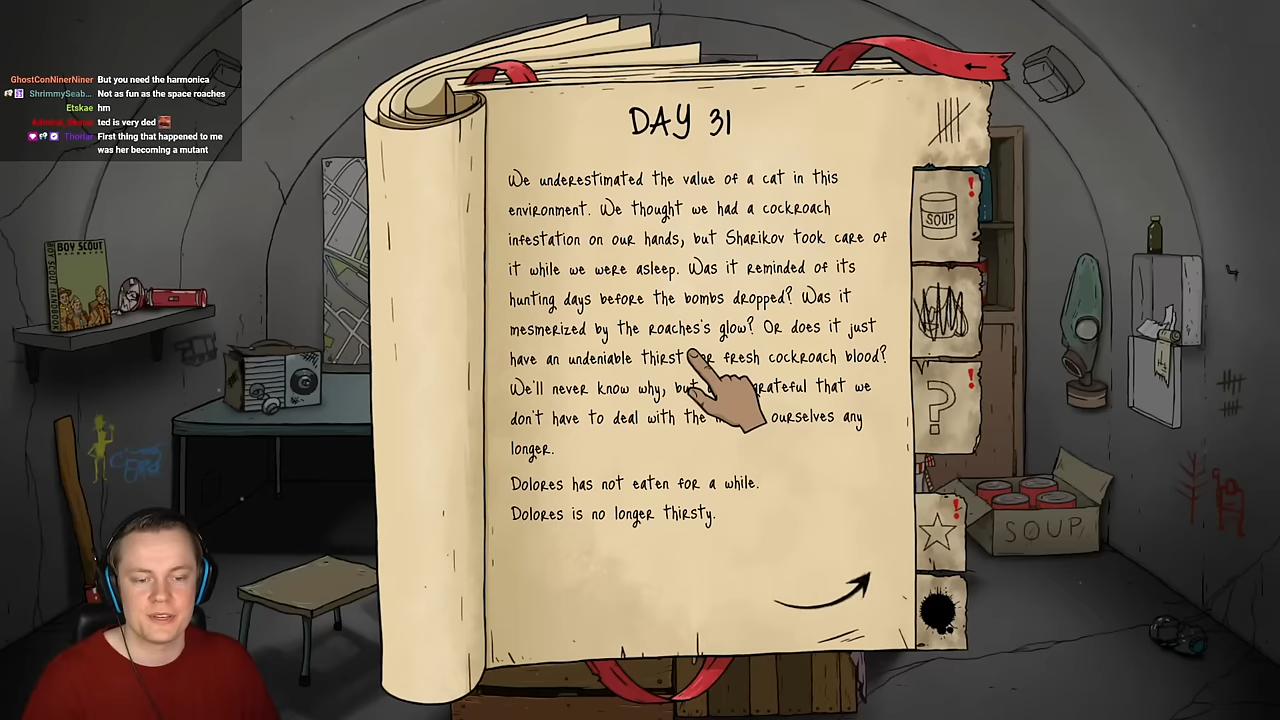 GhostConNinerNiner But you need the harmonica
ShrimmySeab... Not as fun as the space roaches
Etskae hm
ted is very ded
Thorlar First thing that happened to me
was her becoming a mutant
DAY 31
We underestimated the value of a cat in this
environment. We thought we had a cockroach
infestation on our hands, but Sharikov took care of
it while we were asleep. Was it reminded of its
hunting days before the bombs dropped? Was it
mesmerized by the roaches's glow? Or does it just
have an undeniable thirst fresh cockroach blood?
We'll never know why, but grateful that we
don't have to deal with the ourselves any
longer.
Dolores has not eaten for a while.
Dolores is no longer thirsty.
SOUP
?
BOY SCOUT
HANDBOOK
SOUP